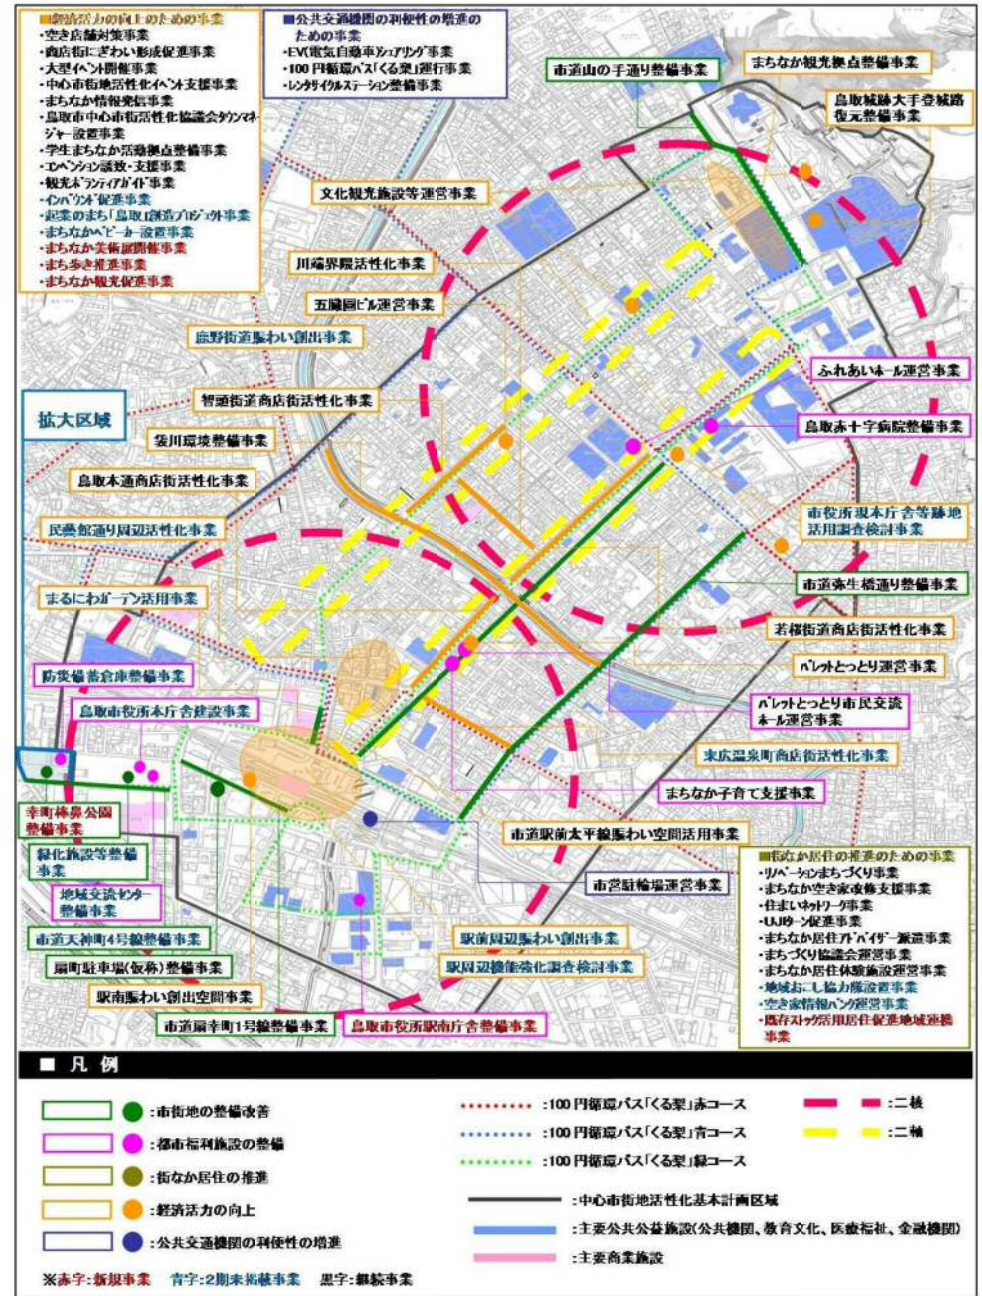 ■経済活力の向上のための事業
・空き店舗対策事業
・商店街にぎわい形成促進事業
・大型イベント開催事業
・中心市街地活性化イベント支援事業
・まちなか情報発信事業
・鳥取市中心市街地活性化協議会タウンマネ
ジャー設置事業
・学生まちなか活動拠点整備事業
・コンベンション誘致・支援事業
・観光ボランティアガイド事業
・インバウンド促進事業
・起業のまち「鳥取」創造プロジェクト事業
・まちなかベビーカー設置事業
・まちなか美術展開催事業
・まち歩き推進事業
・まちなか観光促進事業
■公共交通機関の利便性の増進の
ための事業
・EV(電気自動車)シェアリング事業
・100円循環バス「くる梨」運行事業
・レンタサイクルステーション整備事業
市道山の手通り整備事業
まちなか観光拠点整備事業
鳥取城跡大手登城路
復元整備事業
文化観光施設等運営事業
川端界隈活性化事業
五臓圓ビル運営事業
鹿野街道賑わい創出事業
智頭街道商店街活性化事業
拡大区域
袋川環境整備事業
鳥取本通商店街活性化事業
民藝館通り周辺活性化事業
まるにわガーデン活用事業
防災備蓄倉庫整備事業
鳥取市役所本庁舎建設事業
ふれあいホール運営事業
鳥取赤十字病院整備事業
市役所現本庁舎等跡地
活用調査検討事業
市道弥生橋通り整備事業
若桜街道商店街活性化事業
パレットとっとり運営事業
パレットとっとり市民交流
ホール運営事業
末広温泉町商店街活性化事業
まちなか子育て支援事業
市道駅前太平線賑わい空間活用事業
市営駐輪場運営事業
幸町棒鼻公園
整備事業
緑化施設等整備
事業
地域交流センター
整備事業
市道天神町4号線整備事業
扇町駐車場(仮称)整備事業
駅南賑わい創出空間事業
市道扇幸町1号線整備事業
鳥取市役所駅南庁舎整備事業
駅前周辺賑わい創出事業
駅周辺機能強化調査検討事業
■街なか居住の推進のための事業
・リノベーションまちづくり事業
・まちなか空き家改修支援事業
・住まいネットワーク事業
・UJIターン促進事業
・まちなか居住アドバイザー派遣事業
・まちづくり協議会運営事業
・まちなか居住体験施設運営事業
・地域おこし協力隊設置事業
・空き家情報バンク運営事業
・既存ストック活用居住促進地域連携
事業
■ 凡 例
:市街地の整備改善
:都市福利施設の整備
:街なか居住の推進
:経済活力の向上
:公共交通機関の利便性の増進
※赤字:新規事業 青字:2期未掲載事業 黒字:継続事業
:100円循環バス「くる梨」赤コース
:100円循環バス「くる梨」青コース
:100円循環バス「くる梨」緑コース
:中心市街地活性化基本計画区域
:主要公共公益施設(公共機関、教育文化、医療福祉、金融機関)
:主要商業施設
:二核
:二軸